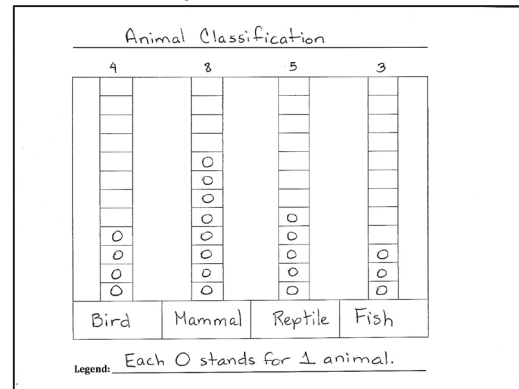 Animal Classification
4 8 5 3
O
O
O
O O
O O O
O O O O
O O O O
O O O O
Bird Mammal Reptile Fish
Legend: Each O stands for 1 animal.